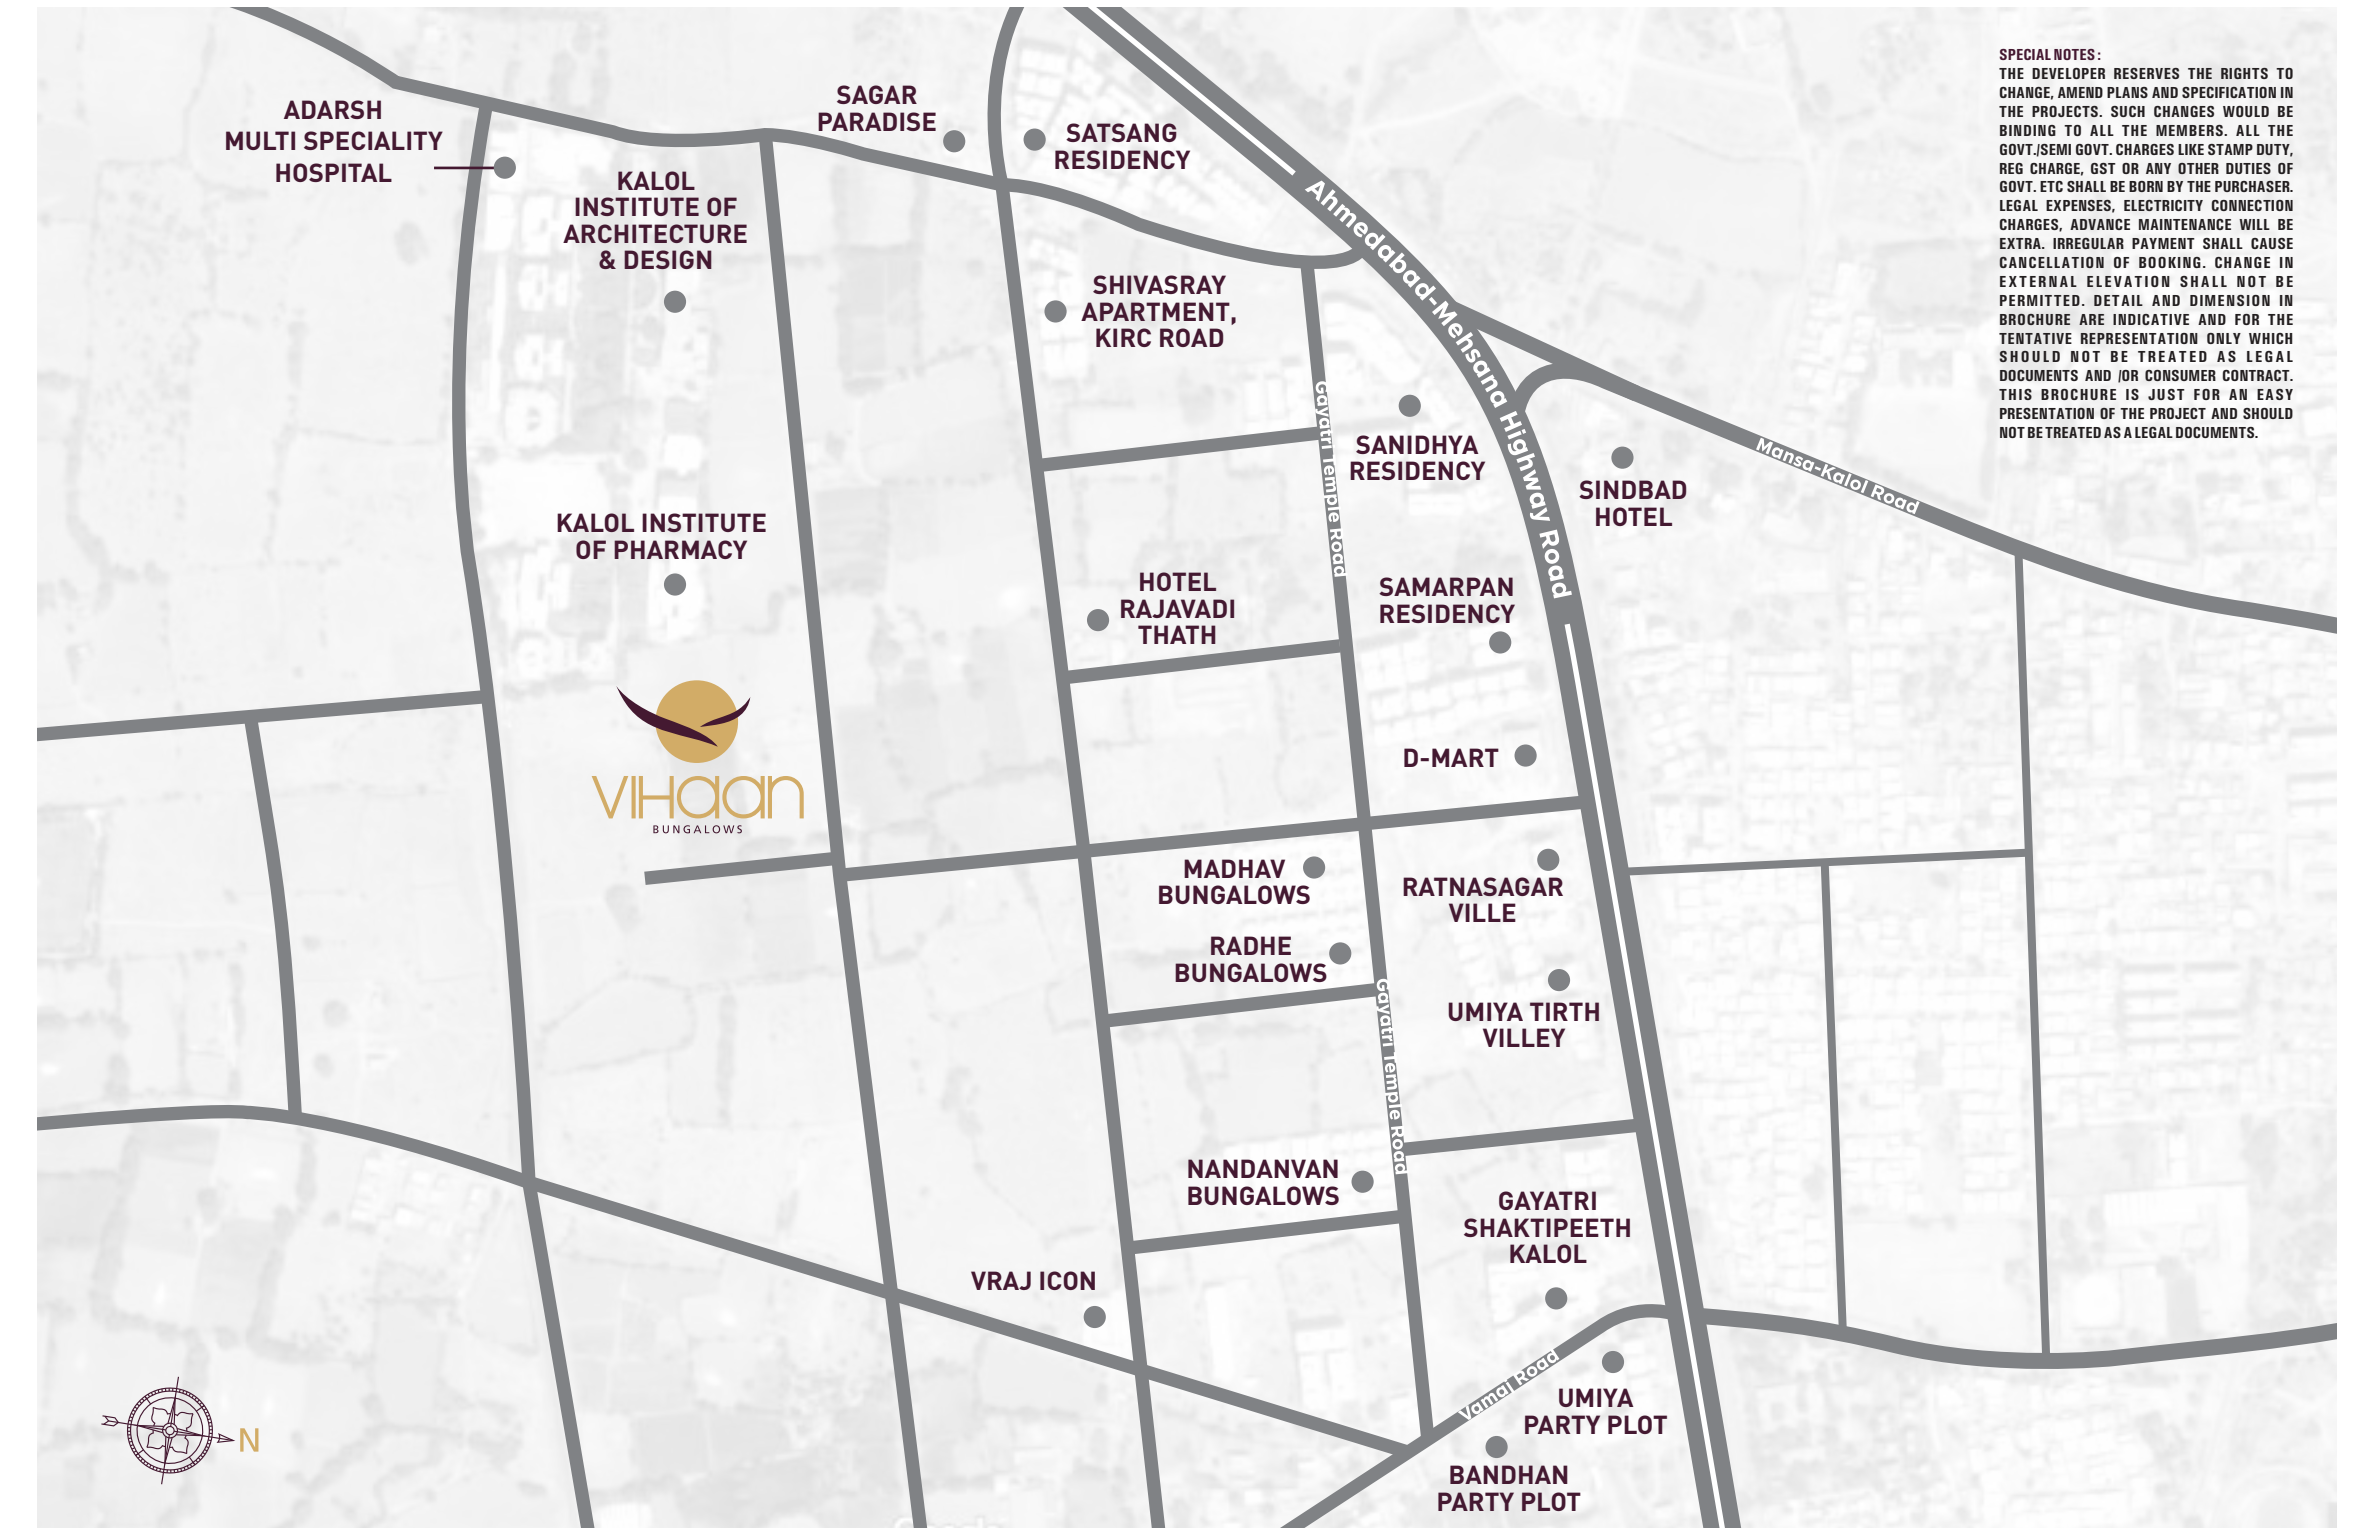 SPECIAL NOTES :
THE DEVELOPER RESERVES THE RIGHTS TO
CHANGE, AMEND PLANS AND SPECIFICATION IN
THE PROJECTS. SUCH CHANGES WOULD BE
BINDING TO ALL THE MEMBERS. ALL THE
GOVT./SEMI GOVT. CHARGES LIKE STAMP DUTY,
REG CHARGE, GST OR ANY OTHER DUTIES OF
GOVT. ETC SHALL BE BORN BY THE PURCHASER.
LEGAL EXPENSES, ELECTRICITY CONNECTION
CHARGES, ADVANCE MAINTENANCE WILL BE
EXTRA. IRREGULAR PAYMENT SHALL CAUSE
CANCELLATION OF BOOKING. CHANGE IN
EXTERNAL ELEVATION SHALL NOT BE
PERMITTED. DETAIL AND DIMENSION IN
BROCHURE ARE INDICATIVE AND FOR THE
TENTATIVE REPRESENTATION ONLY WHICH
SHOULD NOT BE TREATED AS LEGAL
DOCUMENTS AND /OR CONSUMER CONTRACT.
THIS BROCHURE IS JUST FOR AN EASY
PRESENTATION OF THE PROJECT AND SHOULD
NOT BE TREATED AS A LEGAL DOCUMENTS.
ADARSH
MULTI SPECIALITY
HOSPITAL
SAGAR
PARADISE
SATSANG
RESIDENCY
KALOL
INSTITUTE OF
ARCHITECTURE
& DESIGN
Ahmedabad-Mehsana Highway Road
SHIVASRAY
APARTMENT,
KIRC ROAD
Gayatri Temple Road
SANIDHYA
RESIDENCY
SINDBAD
HOTEL
Mansa-Kalol Road
KALOL INSTITUTE
OF PHARMACY
HOTEL
RAJAVADI
THATH
SAMARPAN
RESIDENCY
VIHaan
BUNGALOWS
D-MART
MADHAV
BUNGALOWS
RATNASAGAR
VILLE
RADHE
BUNGALOWS
Gayatri Temple Road
UMIYA TIRTH
VILLEY
NANDANVAN
BUNGALOWS
GAYATRI
SHAKTIPEETH
KALOL
VRAJ ICON
Vamaj Road
UMIYA
PARTY PLOT
N
BANDHAN
PARTY PLOT
Google